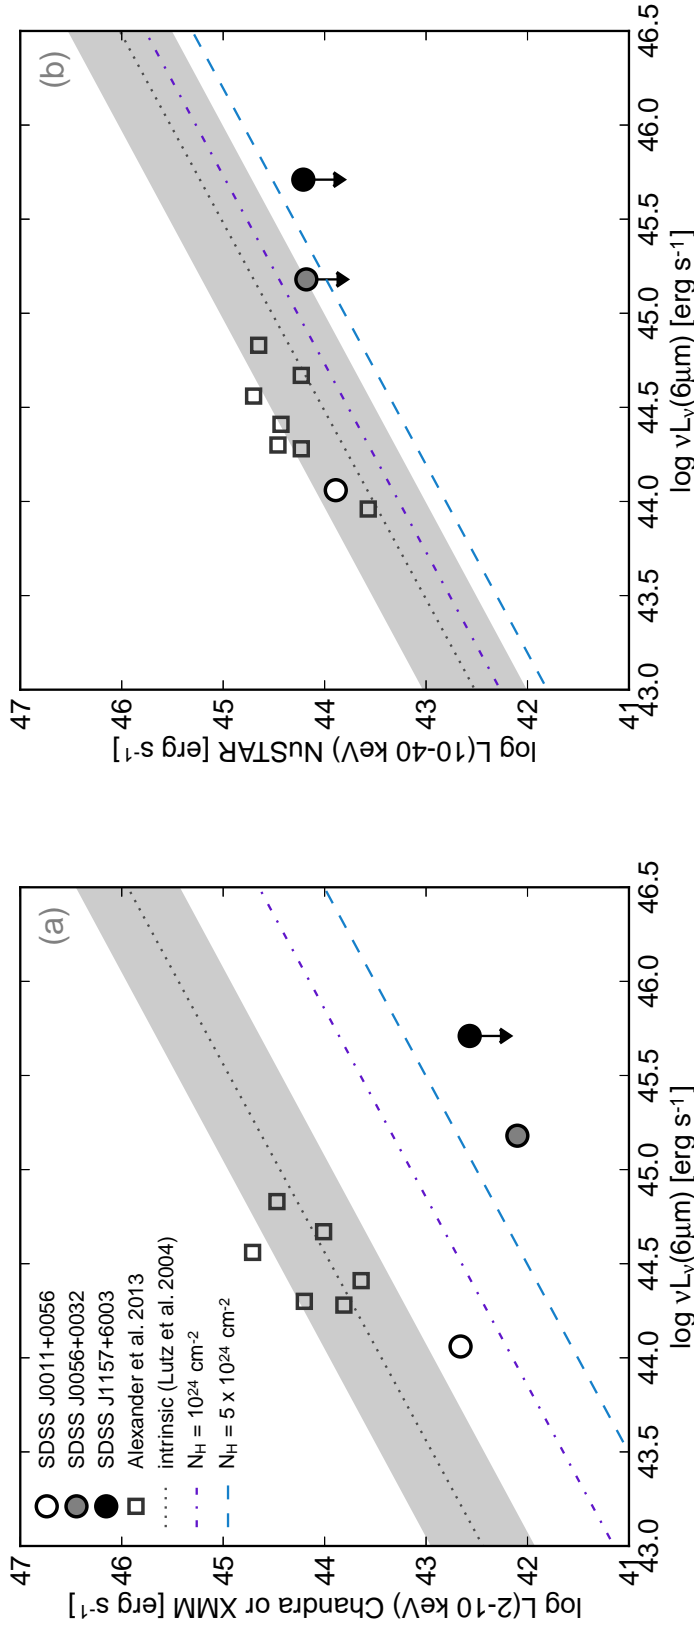 (a)
SDSS J0011+0056
SDSS J0056+0032
SDSS J1157+6003
Alexander et al. 2013
intrinsic (Lutz et al. 2004)
N_H = 10^24 cm^-2
N_H = 5 x 10^24 cm^-2
47
46
45
44
43
42
41
log L(2-10 keV) Chandra or XMM [erg s^-1]
43.0
43.5
44.0
44.5
45.0
45.5
46.0
46.5
log νL_ν(6μm) [erg s^-1]
(b)
47
46
45
44
43
42
41
log L(10-40 keV) NuSTAR [erg s^-1]
43.0
43.5
44.0
44.5
45.0
45.5
46.0
46.5
log νL_ν(6μm) [erg s^-1]